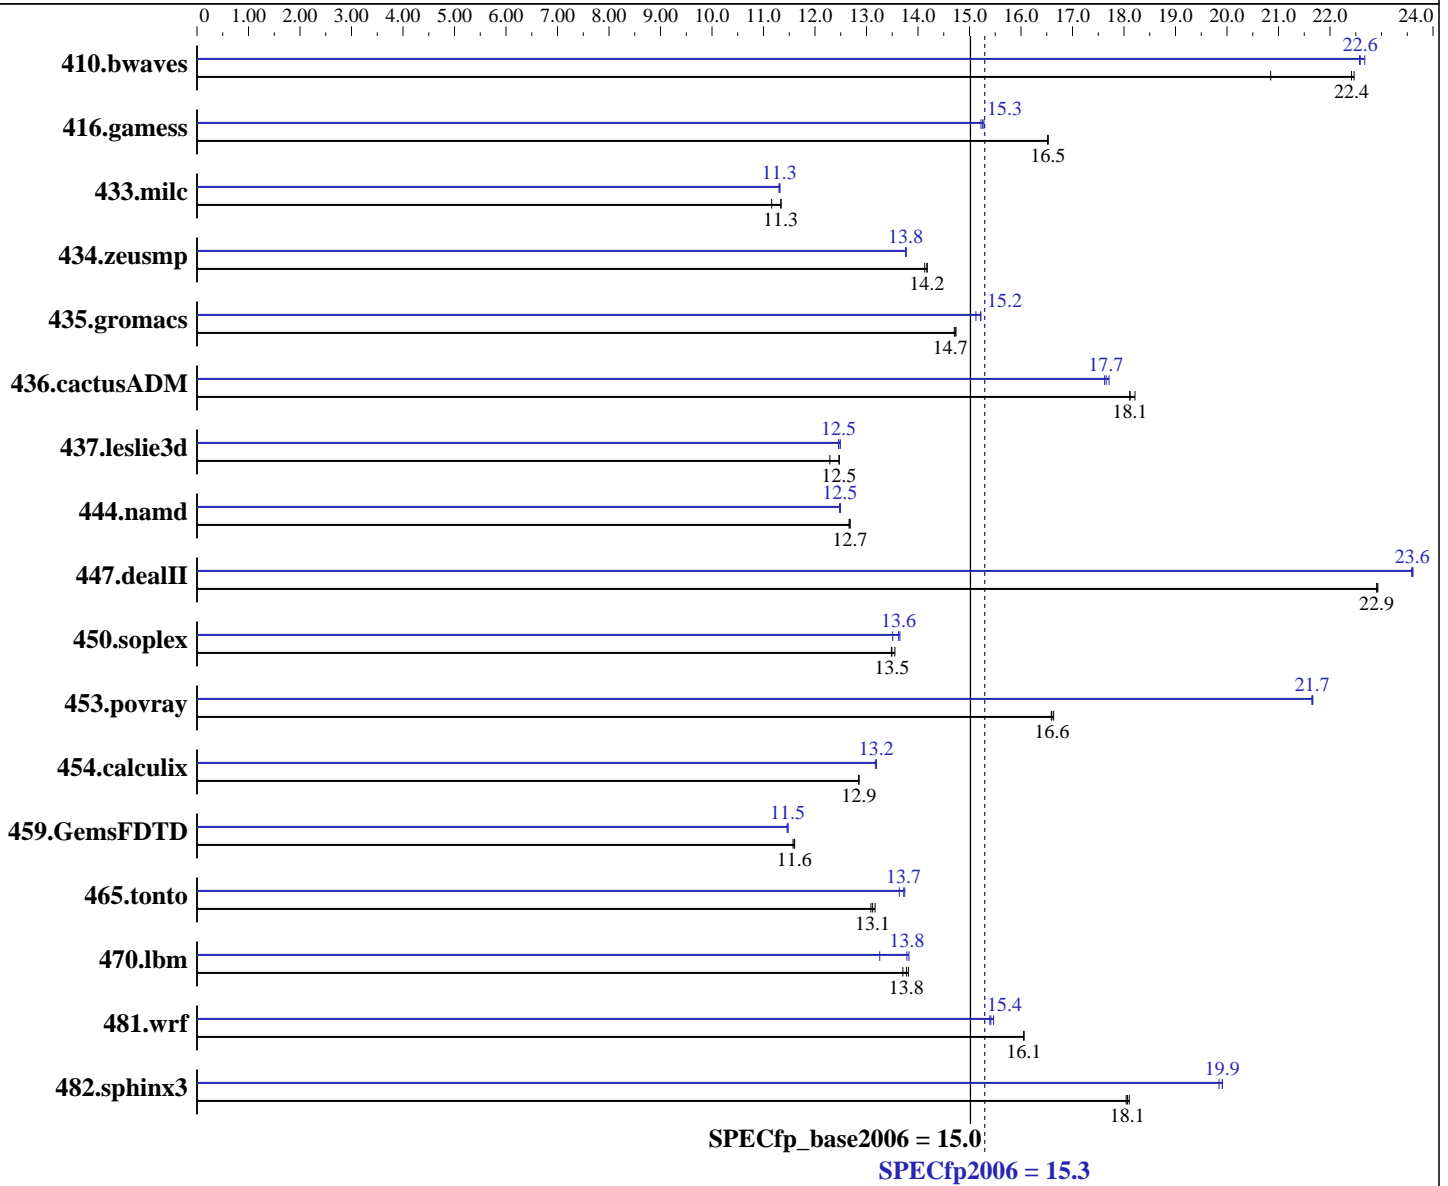 0 1.00 2.00 3.00 4.00 5.00 6.00 7.00 8.00 9.00 10.0 11.0 12.0 13.0 14.0 15.0 16.0 17.0 18.0 19.0 20.0 21.0 22.0 24.0
22.6
410.bwaves
22.4
15.3
416.gamess
16.5
11.3
433.milc
11.3
13.8
434.zeusmp
14.2
15.2
435.gromacs
14.7
17.7
436.cactusADM
18.1
12.5
437.leslie3d
12.5
12.5
444.namd
12.7
23.6
447.dealII
22.9
13.6
450.soplex
13.5
21.7
453.povray
16.6
13.2
454.calculix
12.9
11.5
459.GemsFDTD
11.6
13.7
465.tonto
13.1
13.8
470.lbm
13.8
15.4
481.wrf
16.1
19.9
482.sphinx3
18.1
SPECfp_base2006 = 15.0
SPECfp2006 = 15.3